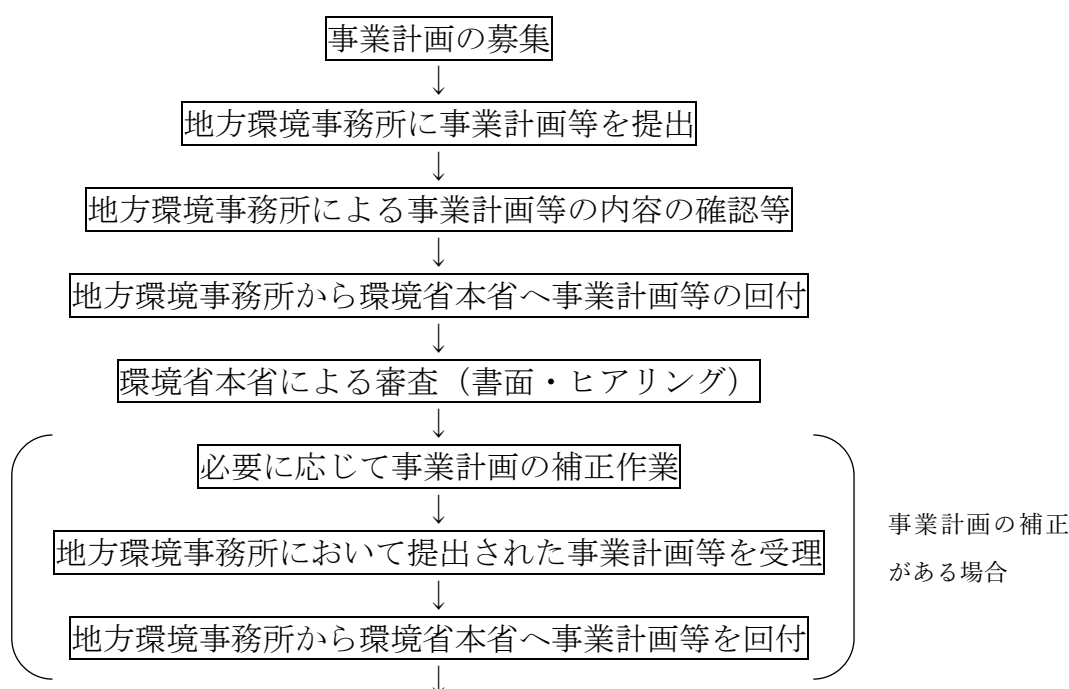 事業計画の募集
↓
地方環境事務所に事業計画等を提出
↓
地方環境事務所による事業計画等の内容の確認等
↓
地方環境事務所から環境省本省へ事業計画等の回付
↓
環境省本省による審査（書面・ヒアリング）
↓
必要に応じて事業計画の補正作業
↓
地方環境事務所において提出された事業計画等を受理
↓
地方環境事務所から環境省本省へ事業計画等を回付
↓
事業計画の補正
がある場合